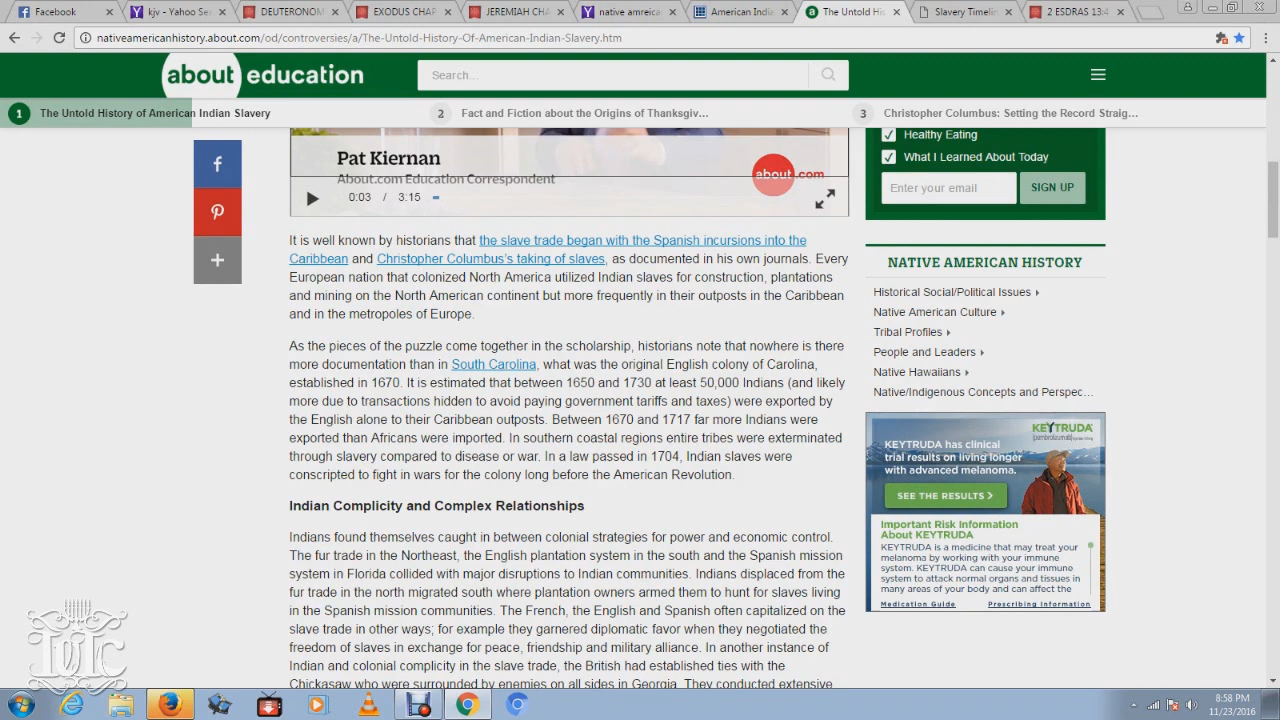 Facebook
kjv - Yahoo Sea
DEUTERONOM
EXODUS CHAP
JEREMIAH CHA
native amreica
American Indi
The Untold His
Slavery Timelin
2 ESDRAS 13:4
nativeamericanhistory.about.com/od/controversies/a/The-Untold-History-Of-American-Indian-Slavery.htm
about education
Search...
1 The Untold History of American Indian Slavery
2 Fact and Fiction about the Origins of Thanksgiv...
3 Christopher Columbus: Setting the Record Straig...
Pat Kiernan
About.com Education Correspondent
about.com
0:03 / 3:15
It is well known by historians that the slave trade began with the Spanish incursions into the
Caribbean and Christopher Columbus's taking of slaves, as documented in his own journals. Every
European nation that colonized North America utilized Indian slaves for construction, plantations
and mining on the North American continent but more frequently in their outposts in the Caribbean
and in the metropoles of Europe.
As the pieces of the puzzle come together in the scholarship, historians note that nowhere is there
more documentation than in South Carolina, what was the original English colony of Carolina,
established in 1670. It is estimated that between 1650 and 1730 at least 50,000 Indians (and likely
more due to transactions hidden to avoid paying government tariffs and taxes) were exported by
the English alone to their Caribbean outposts. Between 1670 and 1717 far more Indians were
exported than Africans were imported. In southern coastal regions entire tribes were exterminated
through slavery compared to disease or war. In a law passed in 1704, Indian slaves were
conscripted to fight in wars for the colony long before the American Revolution.
Indian Complicity and Complex Relationships
Indians found themselves caught in between colonial strategies for power and economic control.
The fur trade in the Northeast, the English plantation system in the south and the Spanish mission
system in Florida collided with major disruptions to Indian communities. Indians displaced from the
fur trade in the north migrated south where plantation owners armed them to hunt for slaves living
in the Spanish mission communities. The French, the English and Spanish often capitalized on the
slave trade in other ways; for example they garnered diplomatic favor when they negotiated the
freedom of slaves in exchange for peace, friendship and military alliance. In another instance of
Indian and colonial complicity in the slave trade, the British had established ties with the
Chickasaw who were surrounded by enemies on all sides in Georgia. They conducted extensive
Healthy Eating
What I Learned About Today
Enter your email
SIGN UP
NATIVE AMERICAN HISTORY
Historical Social/Political Issues
Native American Culture
Tribal Profiles
People and Leaders
Native Hawaiians
Native/Indigenous Concepts and Perspec...
KEYTRUDA
(pembrolizumab)
KEYTRUDA has clinical
trial results on living longer
with advanced melanoma.
SEE THE RESULTS
Important Risk Information
About KEYTRUDA
KEYTRUDA is a medicine that may treat your
melanoma by working with your immune
system. KEYTRUDA can cause your immune
system to attack normal organs and tissues in
many areas of your body and can affect the
Medication Guide
Prescribing Information
IUIC
8:58 PM
11/23/2016